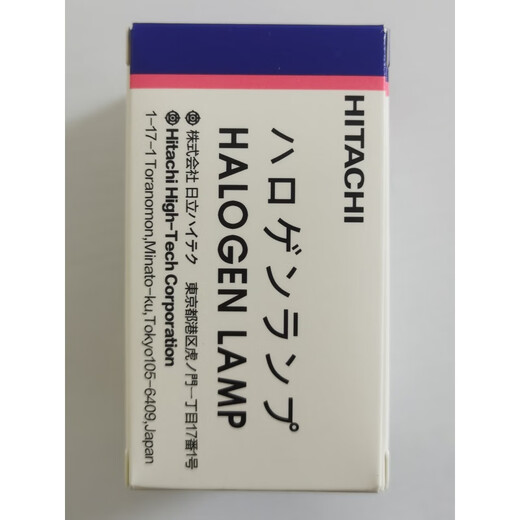 HITACHI
ハロゲンランプ
HALOGEN LAMP
株式会社 日立ハイテク 東京都港区虎ノ門一丁目17番1号
Hitachi High-Tech Corporation
1-17-1 Toranomon,Minato-ku,Tokyo105-6409,Japan